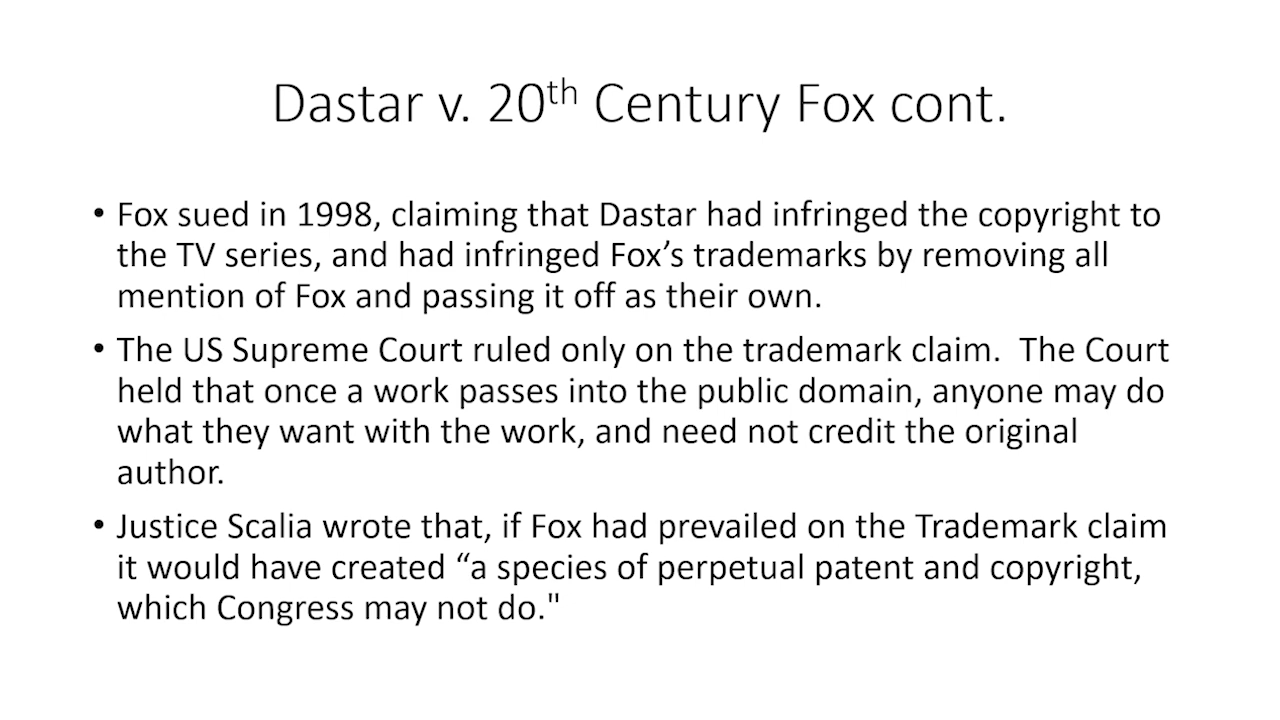 Dastar v. 20th Century Fox cont.
• Fox sued in 1998, claiming that Dastar had infringed the copyright to
the TV series, and had infringed Fox’s trademarks by removing all
mention of Fox and passing it off as their own.
• The US Supreme Court ruled only on the trademark claim.  The Court
held that once a work passes into the public domain, anyone may do
what they want with the work, and need not credit the original
author.
• Justice Scalia wrote that, if Fox had prevailed on the Trademark claim
it would have created “a species of perpetual patent and copyright,
which Congress may not do."